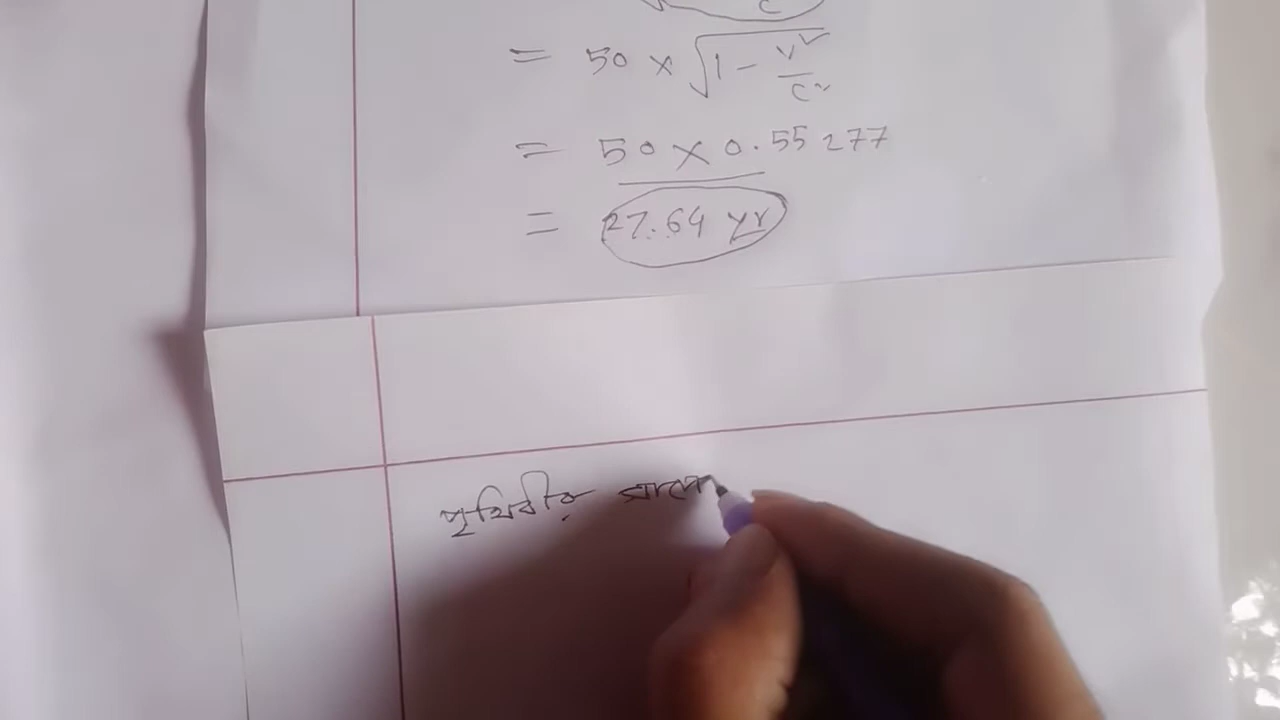 c
= 50 × √1 - v²/c²
= 50 × 0.55277
= 27.64 yr
পৃথিবীর সাপে